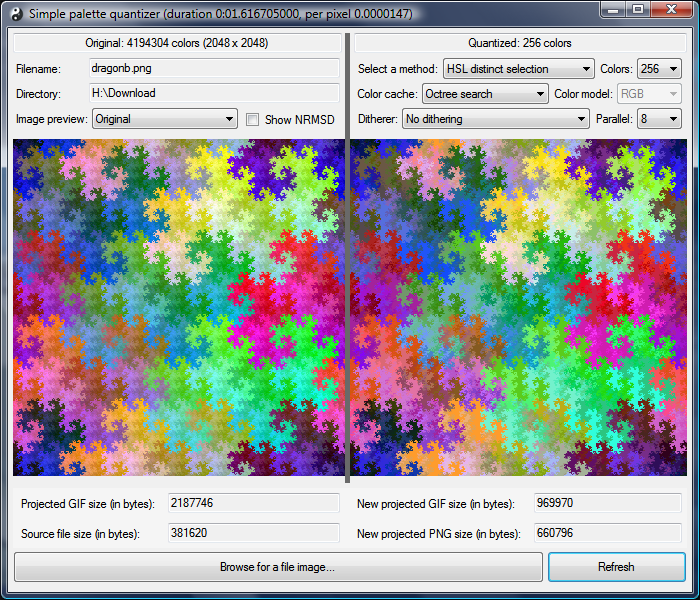 Simple palette quantizer (duration 0:01.616705000, per pixel 0.0000147)
Original: 4194304 colors (2048 x 2048)
Quantized: 256 colors
Filename: dragonb.png
Select a method: HSL distinct selection Colors: 256
Directory: H:\Download
Color cache: Octree search Color model: RGB
Image preview: Original Show NRMSD
Ditherer: No dithering Parallel: 8
Projected GIF size (in bytes): 2187746
New projected GIF size (in bytes): 969970
Source file size (in bytes): 381620
New projected PNG size (in bytes): 660796
Browse for a file image...
Refresh